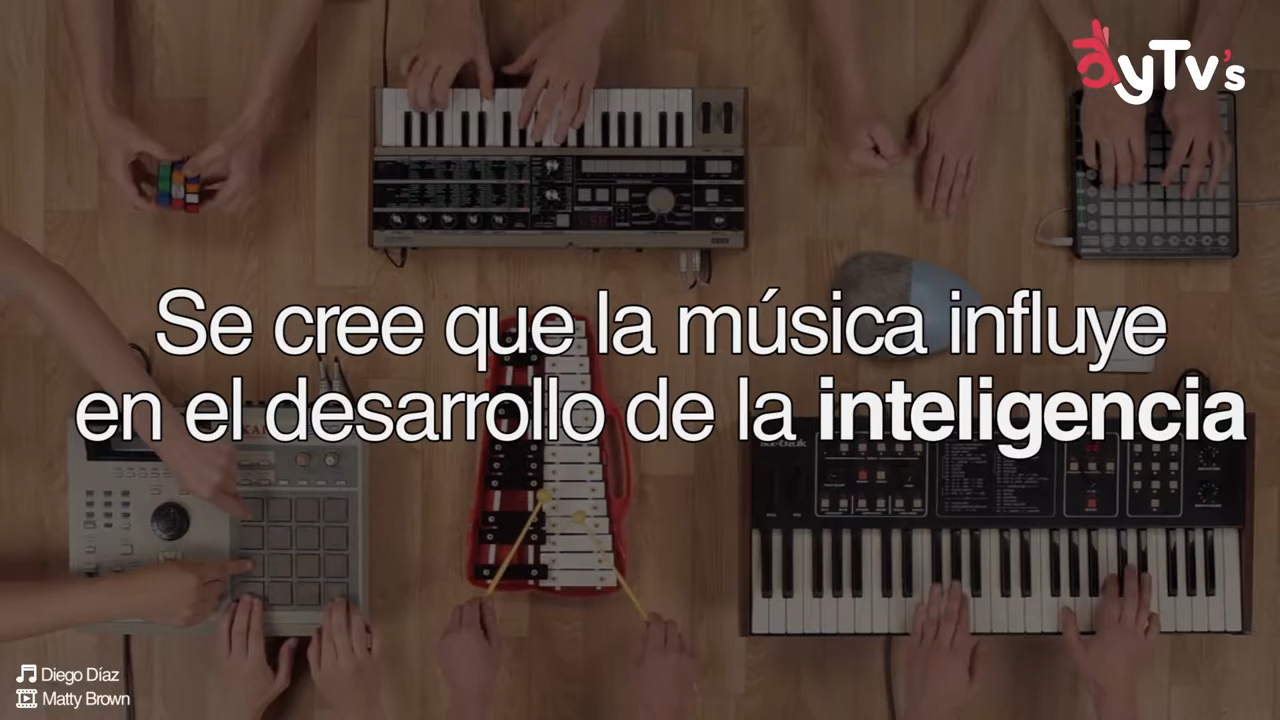 ayTv's
Se cree que la música influye
en el desarrollo de la inteligencia
Diego Díaz
Matty Brown